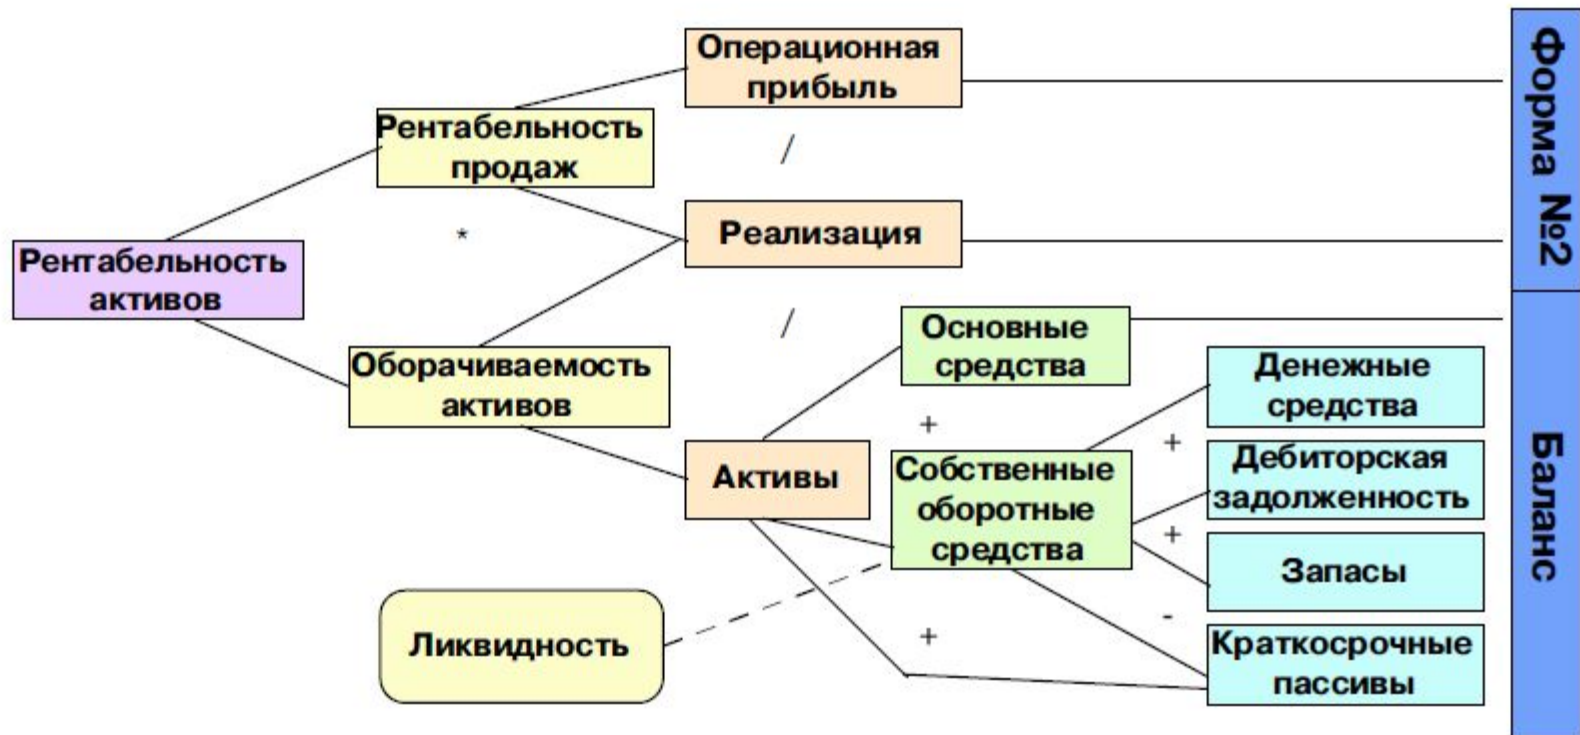 Операционная
прибыль
Форма №2
Рентабельность
продаж
/
Реализация
*
Рентабельность
активов
/
Основные
средства
Оборачиваемость
активов
Денежные
средства
+
+
Баланс
Активы
Собственные
оборотные
средства
Дебиторская
задолженность
+
Запасы
Ликвидность
+
-
Краткосрочные
пассивы